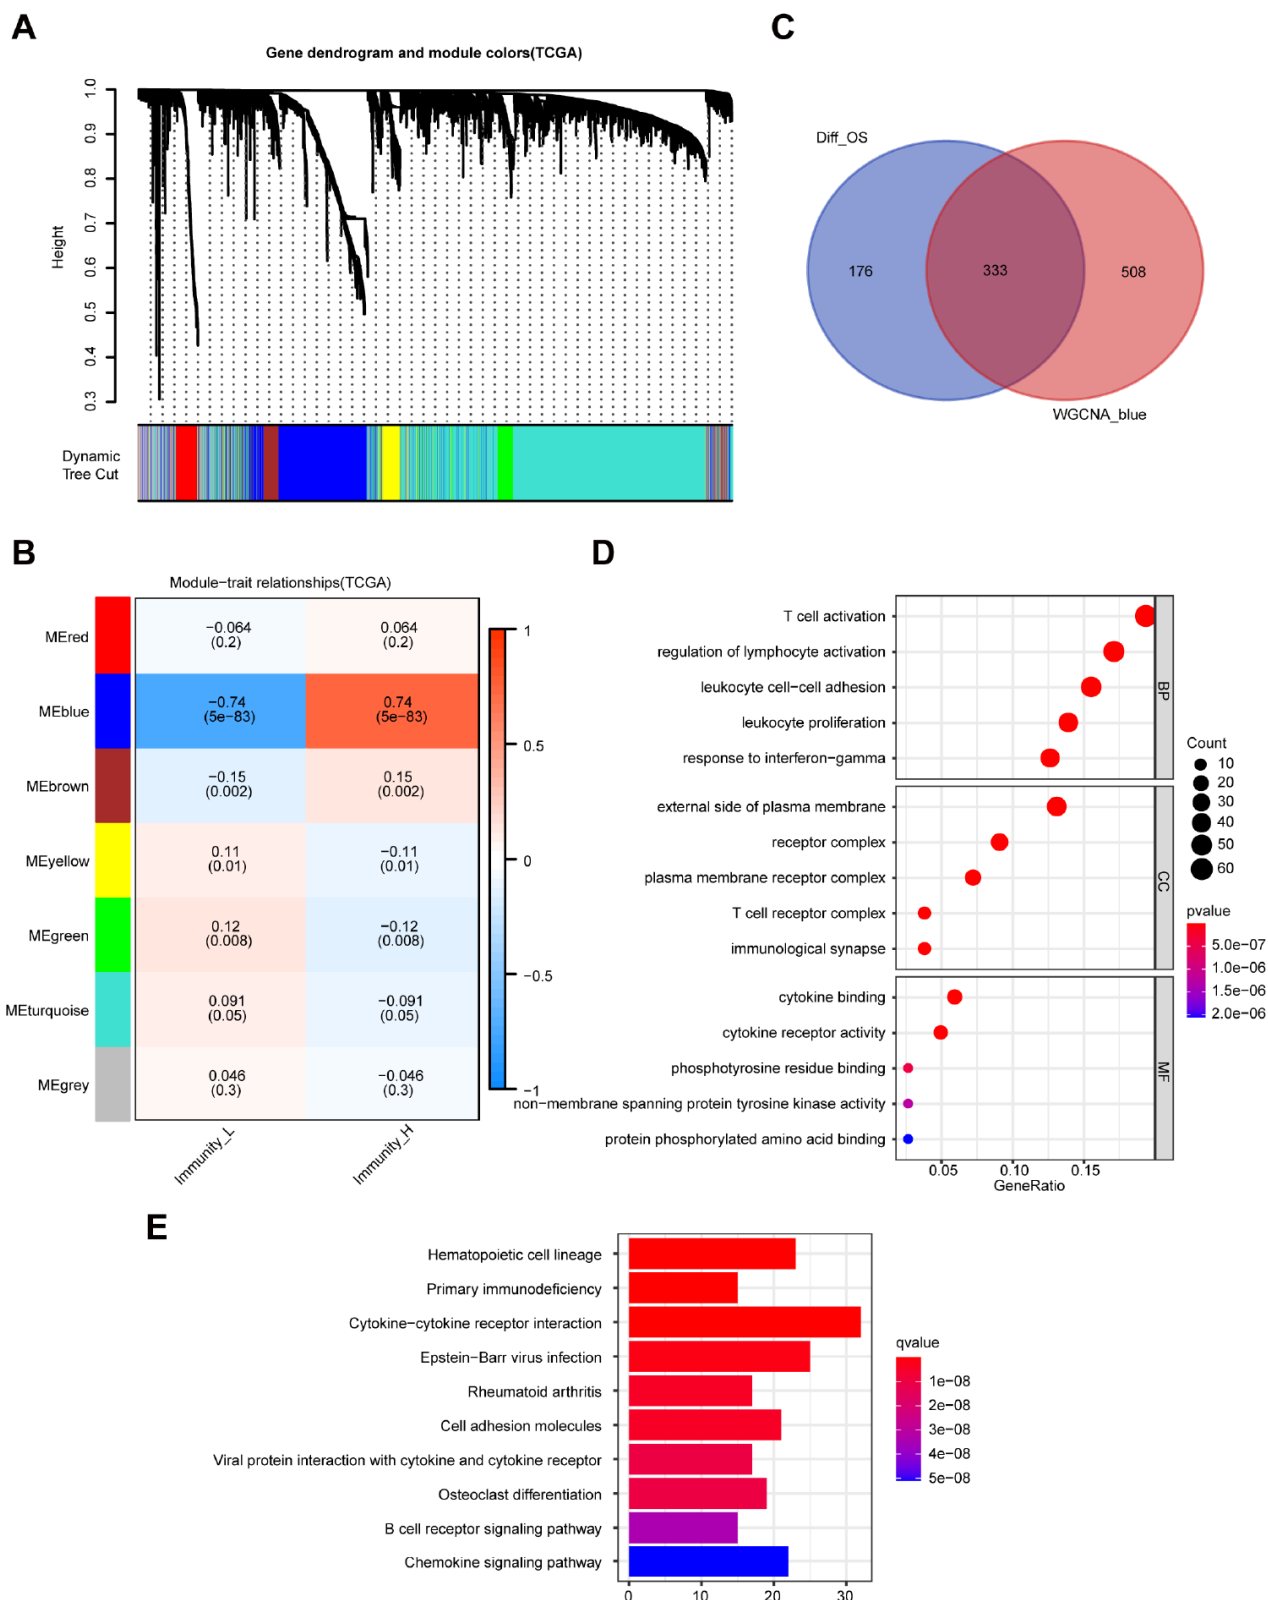 A
Gene dendrogram and module colors(TCGA)
Height
1.0
0.9
0.8
0.7
0.6
0.5
0.4
0.3
Dynamic
Tree Cut
C
Diff_OS
176
333
508
WGCNA_blue
B
Module−trait relationships(TCGA)
MEred
MEblue
MEbrown
MEyellow
MEgreen
MEturquoise
MEgrey
−0.064
(0.2)
0.064
(0.2)
−0.74
(5e−83)
0.74
(5e−83)
−0.15
(0.002)
0.15
(0.002)
0.11
(0.01)
−0.11
(0.01)
0.12
(0.008)
−0.12
(0.008)
0.091
(0.05)
−0.091
(0.05)
0.046
(0.3)
−0.046
(0.3)
Immunity_L
Immunity_H
1
0.5
0
−0.5
−1
D
T cell activation
regulation of lymphocyte activation
leukocyte cell−cell adhesion
leukocyte proliferation
response to interferon−gamma
BP
external side of plasma membrane
receptor complex
plasma membrane receptor complex
T cell receptor complex
immunological synapse
CC
cytokine binding
cytokine receptor activity
phosphotyrosine residue binding
non−membrane spanning protein tyrosine kinase activity
protein phosphorylated amino acid binding
MF
0.05
0.10
0.15
GeneRatio
Count
10
20
30
40
50
60
pvalue
5.0e−07
1.0e−06
1.5e−06
2.0e−06
E
Hematopoietic cell lineage
Primary immunodeficiency
Cytokine−cytokine receptor interaction
Epstein−Barr virus infection
Rheumatoid arthritis
Cell adhesion molecules
Viral protein interaction with cytokine and cytokine receptor
Osteoclast differentiation
B cell receptor signaling pathway
Chemokine signaling pathway
0
10
20
30
qvalue
1e−08
2e−08
3e−08
4e−08
5e−08